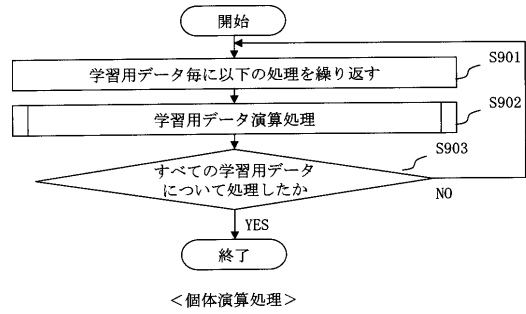 開始
学習用データ毎に以下の処理を繰り返す
S901
学習用データ演算処理
S902
すべての学習用データ
について処理したか
S903
NO
YES
終了
＜個体演算処理＞